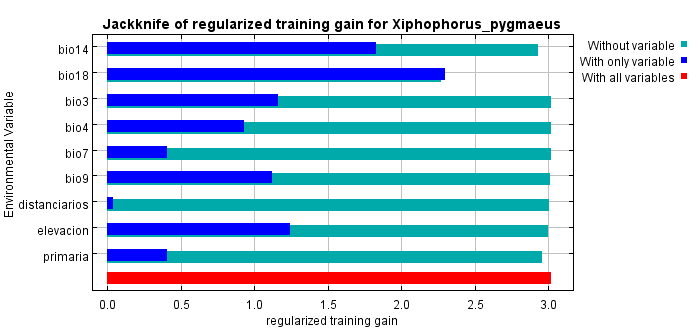 Jackknife of regularized training gain for Xiphophorus_pygmaeus
Environmental Variable
bio14
bio18
bio3
bio4
bio7
bio9
distanciarios
elevacion
primaria
Without variable
With only variable
With all variables
0.0 0.5 1.0 1.5 2.0 2.5 3.0
regularized training gain